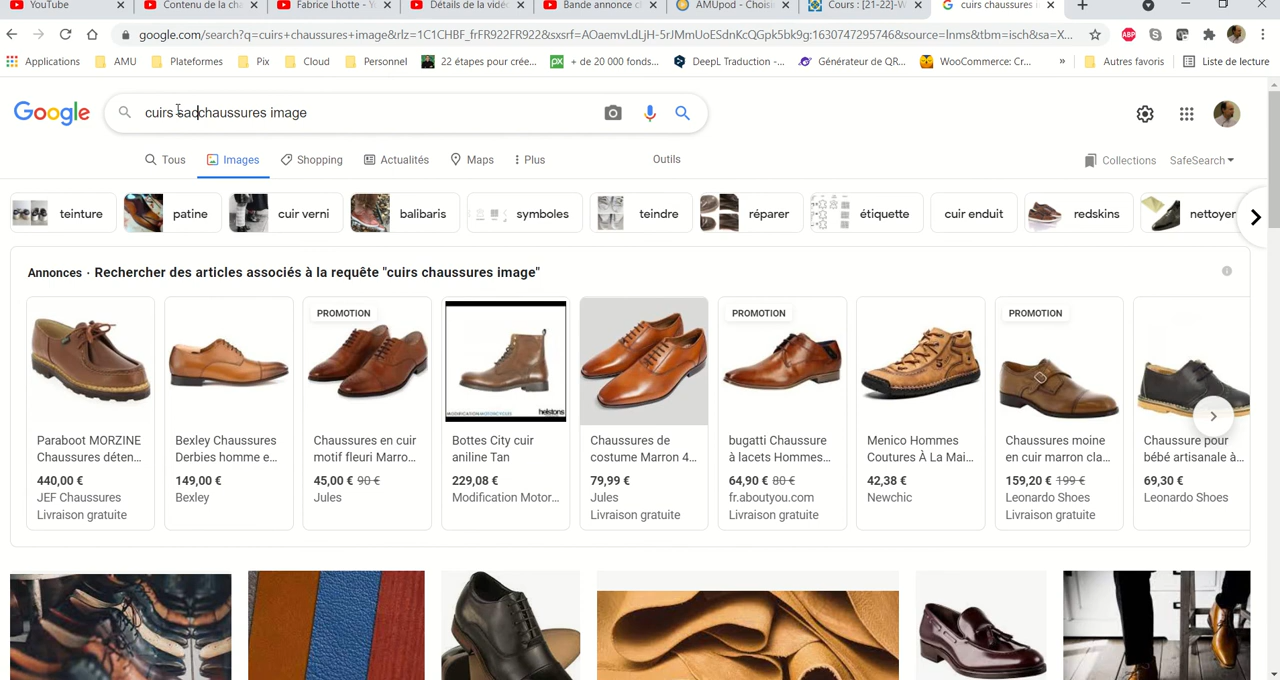 YouTube
Contenu de la cha
Fabrice Lhotte - Y
Détails de la vidéo
Bande annonce c
AMUpod - Choisi
Cours : [21-22]-W
cuirs chaussures i
google.com/search?q=cuirs+chaussures+image&rlz=1C1CHBF_frFR922FR922&sxsrf=AOaemvLdLjH-5rJMmUoESdnKcQGpk5bk9g:1630747295746&source=lnms&tbm=isch&sa=X...
ABP
Applications
AMU
Plateformes
Pix
Cloud
Personnel
22 étapes pour crée...
+ de 20 000 fonds...
DeepL Traduction -...
Générateur de QR...
WooCommerce: Cr...
»
Autres favoris
Liste de lecture
Google
cuirs sacchaussures image
Tous
Images
Shopping
Actualités
Maps
Plus
Outils
Collections
SafeSearch
teinture
patine
cuir verni
balibaris
symboles
teindre
réparer
étiquette
cuir enduit
redskins
nettoyer
Annonces · Rechercher des articles associés à la requête "cuirs chaussures image"
Paraboot MORZINE
Chaussures déten...
440,00 €
JEF Chaussures
Livraison gratuite
Bexley Chaussures
Derbies homme e...
149,00 €
Bexley
PROMOTION
Chaussures en cuir
motif fleuri Marro...
45,00 € 90 €
Jules
Livraison gratuite
helstons
Bottes City cuir
aniline Tan
229,08 €
Modification Motor...
Chaussures de
costume Marron 4...
79,99 €
Jules
Livraison gratuite
PROMOTION
bugatti Chaussure
à lacets Hommes...
64,90 € 80 €
fr.aboutyou.com
Livraison gratuite
Menico Hommes
Coutures À La Mai...
42,38 €
Newchic
PROMOTION
Chaussures moine
en cuir marron cla...
159,20 € 199 €
Leonardo Shoes
Livraison gratuite
Chaussure pour
bébé artisanale à...
69,30 €
Leonardo Shoes